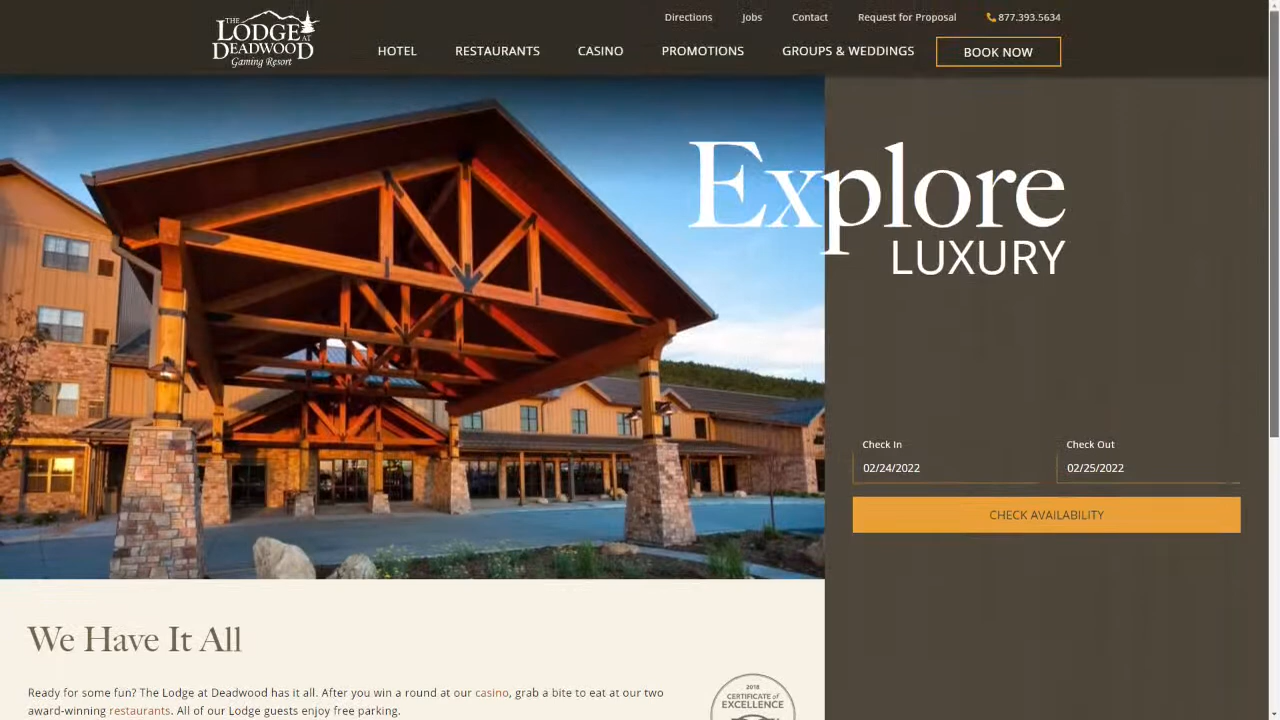 Directions Jobs Contact Request for Proposal 877.393.5634
THE
LODGE AT
DEADWOOD
Gaming Resort
HOTEL RESTAURANTS CASINO PROMOTIONS GROUPS & WEDDINGS BOOK NOW
Explore
LUXURY
Check In Check Out
02/24/2022 02/25/2022
CHECK AVAILABILITY
We Have It All
Ready for some fun? The Lodge at Deadwood has it all. After you win a round at our casino, grab a bite to eat at our two
award-winning restaurants. All of our Lodge guests enjoy free parking.
2018
CERTIFICATE of
EXCELLENCE